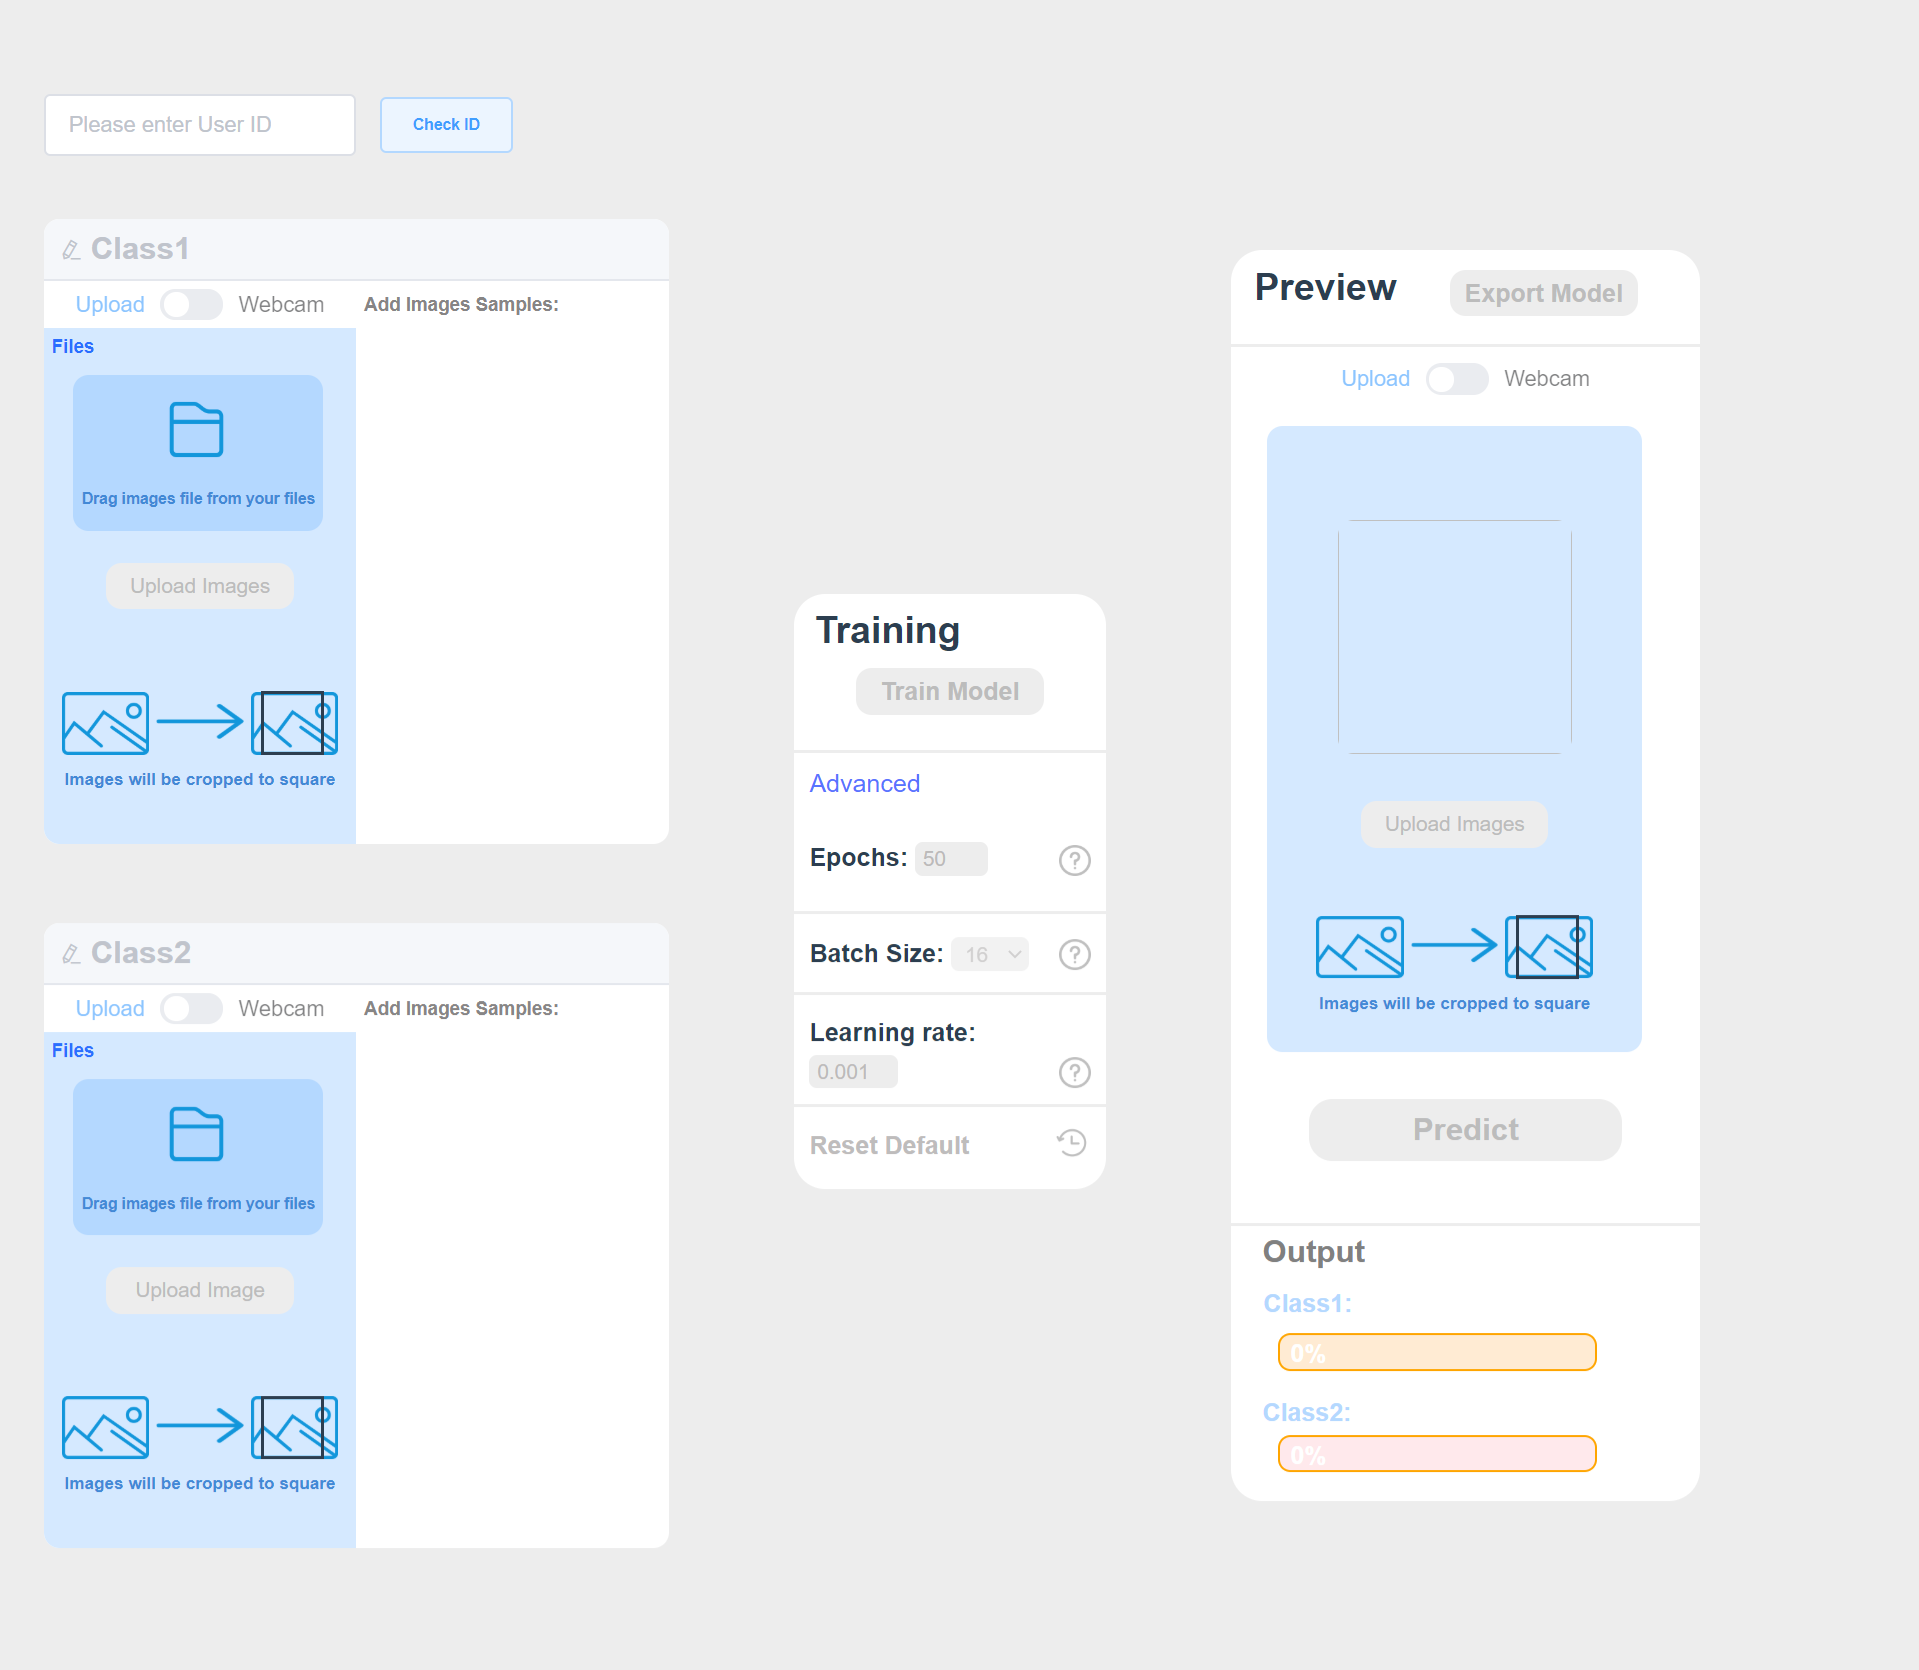 Please enter User ID
Check ID
Class1
Upload Webcam Add Images Samples:
Files
Drag images file from your files
Upload Images
Images will be cropped to square
Class2
Upload Webcam Add Images Samples:
Files
Drag images file from your files
Upload Image
Images will be cropped to square
Training
Train Model
Advanced
Epochs: 50
Batch Size: 16
Learning rate:
0.001
Reset Default
Preview Export Model
Upload Webcam
Upload Images
Images will be cropped to square
Predict
Output
Class1:
0%
Class2:
0%